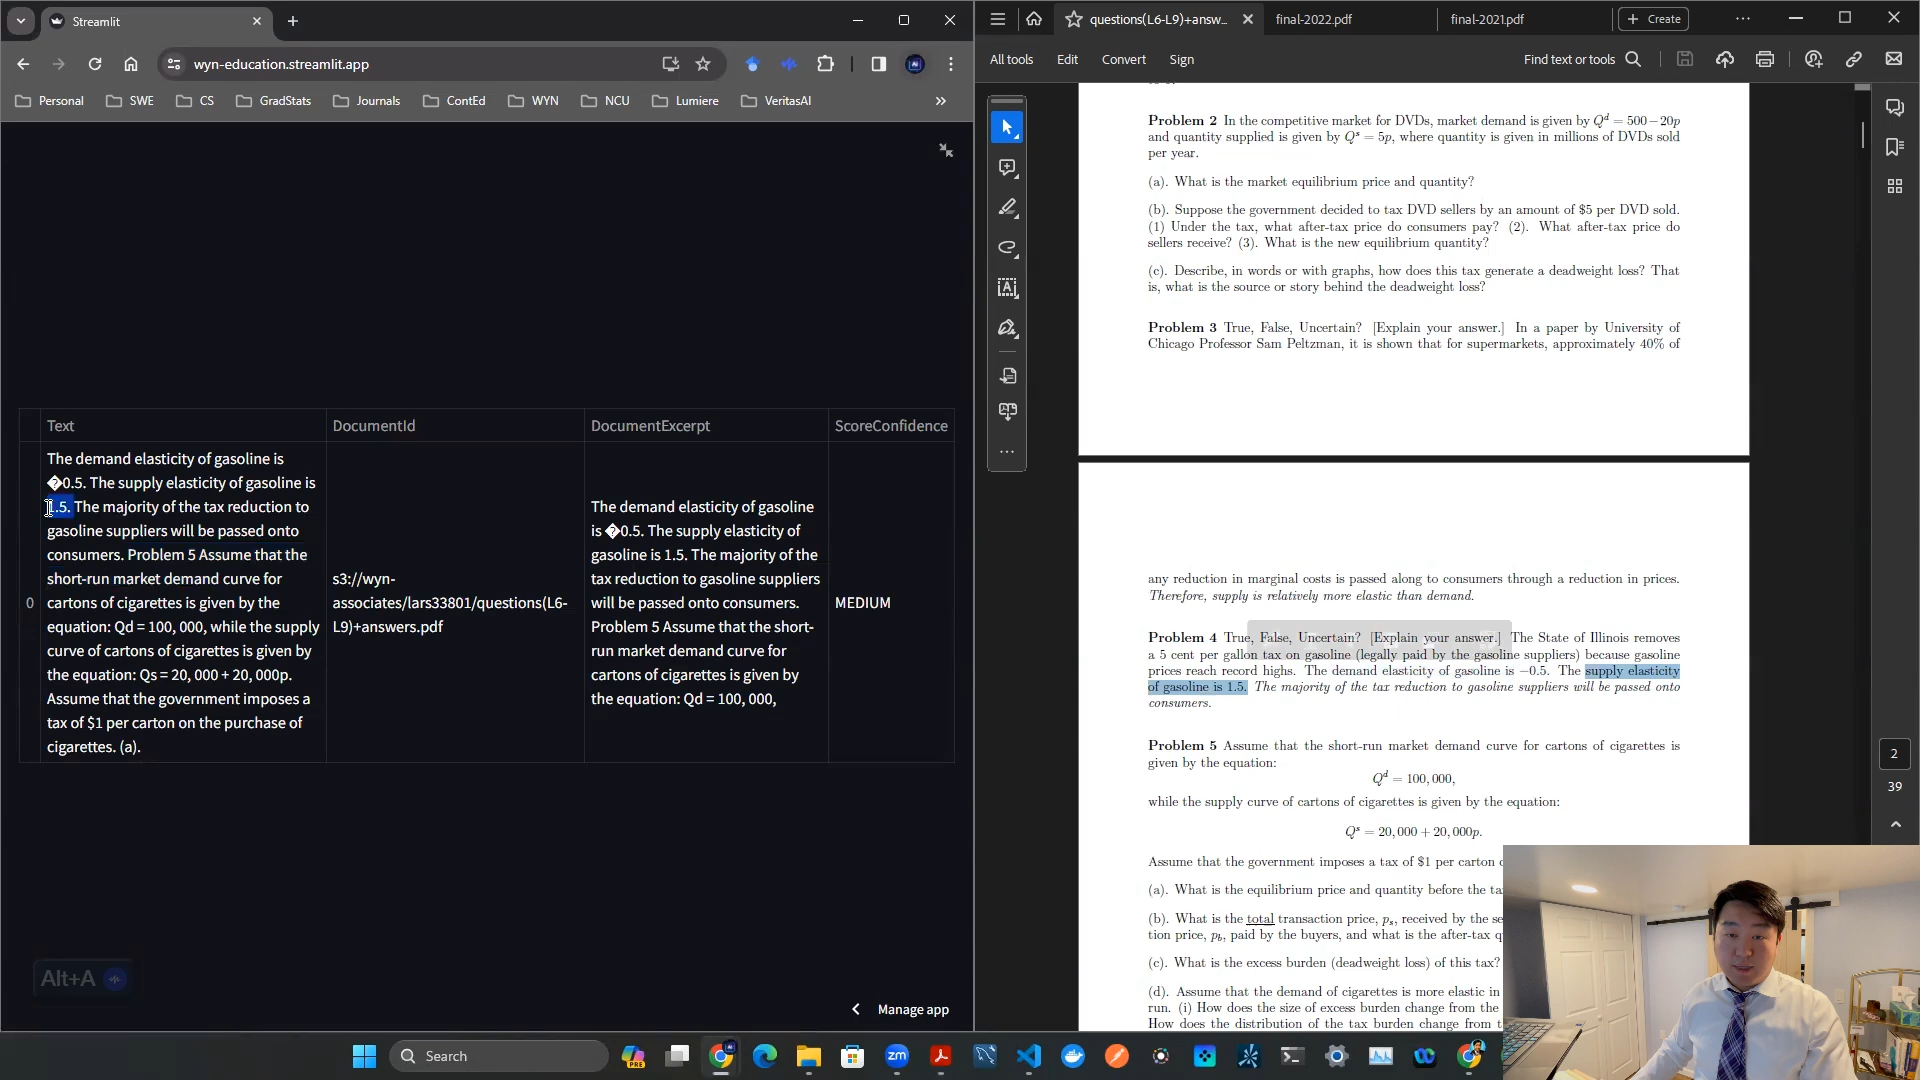 Streamlit
wyn-education.streamlit.app
Personal
SWE
CS
GradStats
Journals
ContEd
WYN
NCU
Lumiere
VeritasAI
Text
DocumentId
DocumentExcerpt
ScoreConfidence
0
The demand elasticity of gasoline is
�0.5. The supply elasticity of gasoline is
1.5. The majority of the tax reduction to
gasoline suppliers will be passed onto
consumers. Problem 5 Assume that the
short-run market demand curve for
cartons of cigarettes is given by the
equation: Qd = 100, 000, while the supply
curve of cartons of cigarettes is given by
the equation: Qs = 20, 000 + 20, 000p.
Assume that the government imposes a
tax of $1 per carton on the purchase of
cigarettes. (a).
s3://wyn-
associates/lars33801/questions(L6-
L9)+answers.pdf
The demand elasticity of gasoline
is �0.5. The supply elasticity of
gasoline is 1.5. The majority of the
tax reduction to gasoline suppliers
will be passed onto consumers.
Problem 5 Assume that the short-
run market demand curve for
cartons of cigarettes is given by
the equation: Qd = 100, 000,
MEDIUM
Alt+A
Manage app
questions(L6-L9)+answ...
final-2022.pdf
final-2021.pdf
Create
All tools
Edit
Convert
Sign
Find text or tools
Problem 2 In the competitive market for DVDs, market demand is given by Qᵈ = 500−20p
and quantity supplied is given by Qˢ = 5p, where quantity is given in millions of DVDs sold
per year.
(a). What is the market equilibrium price and quantity?
(b). Suppose the government decided to tax DVD sellers by an amount of $5 per DVD sold.
(1) Under the tax, what after-tax price do consumers pay? (2). What after-tax price do
sellers receive? (3). What is the new equilibrium quantity?
(c). Describe, in words or with graphs, how does this tax generate a deadweight loss? That
is, what is the source or story behind the deadweight loss?
Problem 3 True, False, Uncertain? [Explain your answer.] In a paper by University of
Chicago Professor Sam Peltzman, it is shown that for supermarkets, approximately 40% of
any reduction in marginal costs is passed along to consumers through a reduction in prices.
Therefore, supply is relatively more elastic than demand.
Problem 4 True, False, Uncertain? [Explain your answer.] The State of Illinois removes
a 5 cent per gallon tax on gasoline (legally paid by the gasoline suppliers) because gasoline
prices reach record highs. The demand elasticity of gasoline is −0.5. The supply elasticity
of gasoline is 1.5. The majority of the tax reduction to gasoline suppliers will be passed onto
consumers.
Problem 5 Assume that the short-run market demand curve for cartons of cigarettes is
given by the equation:
Qᵈ = 100,000,
while the supply curve of cartons of cigarettes is given by the equation:
Qˢ = 20,000 + 20,000p.
Assume that the government imposes a tax of $1 per carton
(a). What is the equilibrium price and quantity before the
(b). What is the total transaction price, pₛ, received by the
tion price, p_b, paid by the buyers, and what is the after-tax
(c). What is the excess burden (deadweight loss) of this tax?
(d). Assume that the demand of cigarettes is more elastic in
run. (i) How does the size of excess burden change from the
How does the distribution of the tax burden change from
2
39
Search
PRE
zm